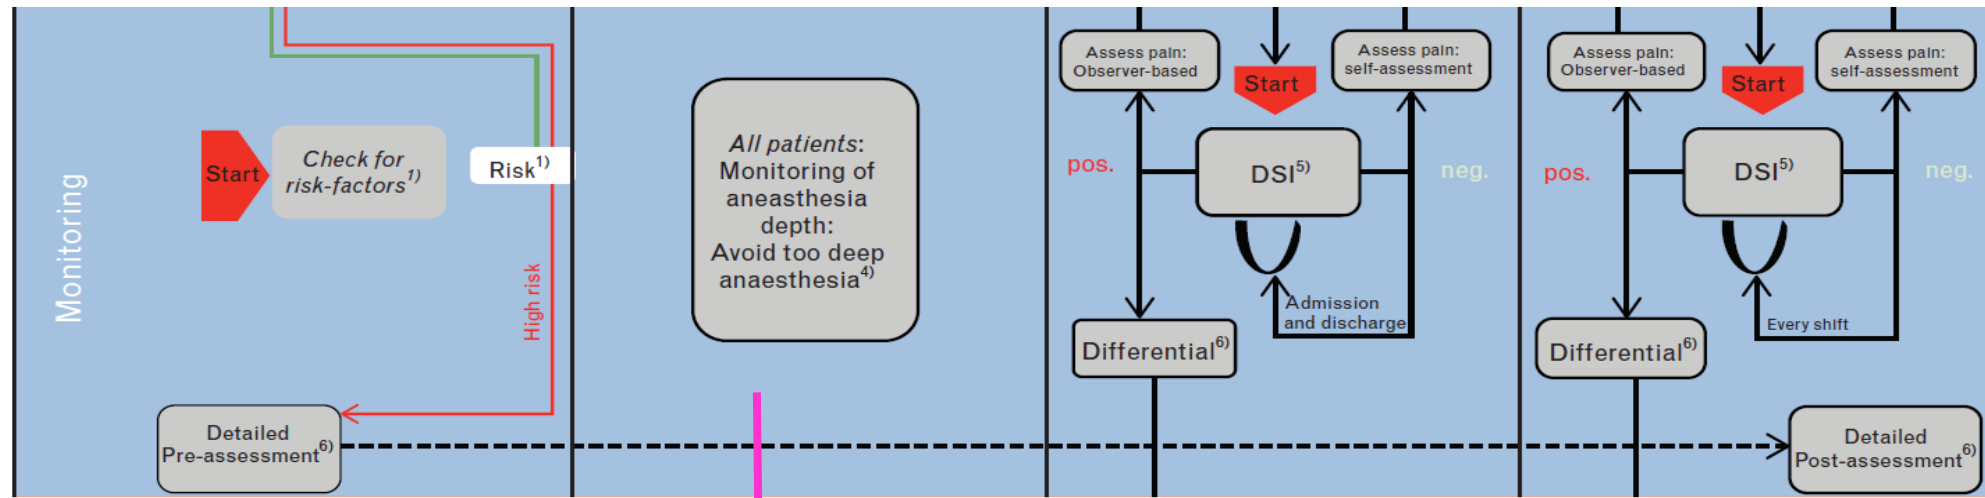 Monitoring
Start
Check for
risk-factors1)
Risk1)
High risk
Detailed
Pre-assessment6)
All patients:
Monitoring of
aneasthesia
depth:
Avoid too deep
anaesthesia4)
Assess pain:
Observer-based
Start
Assess pain:
self-assessment
pos.
DSI5)
neg.
Admission
and discharge
Differential6)
Assess pain:
Observer-based
Start
Assess pain:
self-assessment
pos.
DSI5)
neg.
Every shift
Differential6)
Detailed
Post-assessment6)